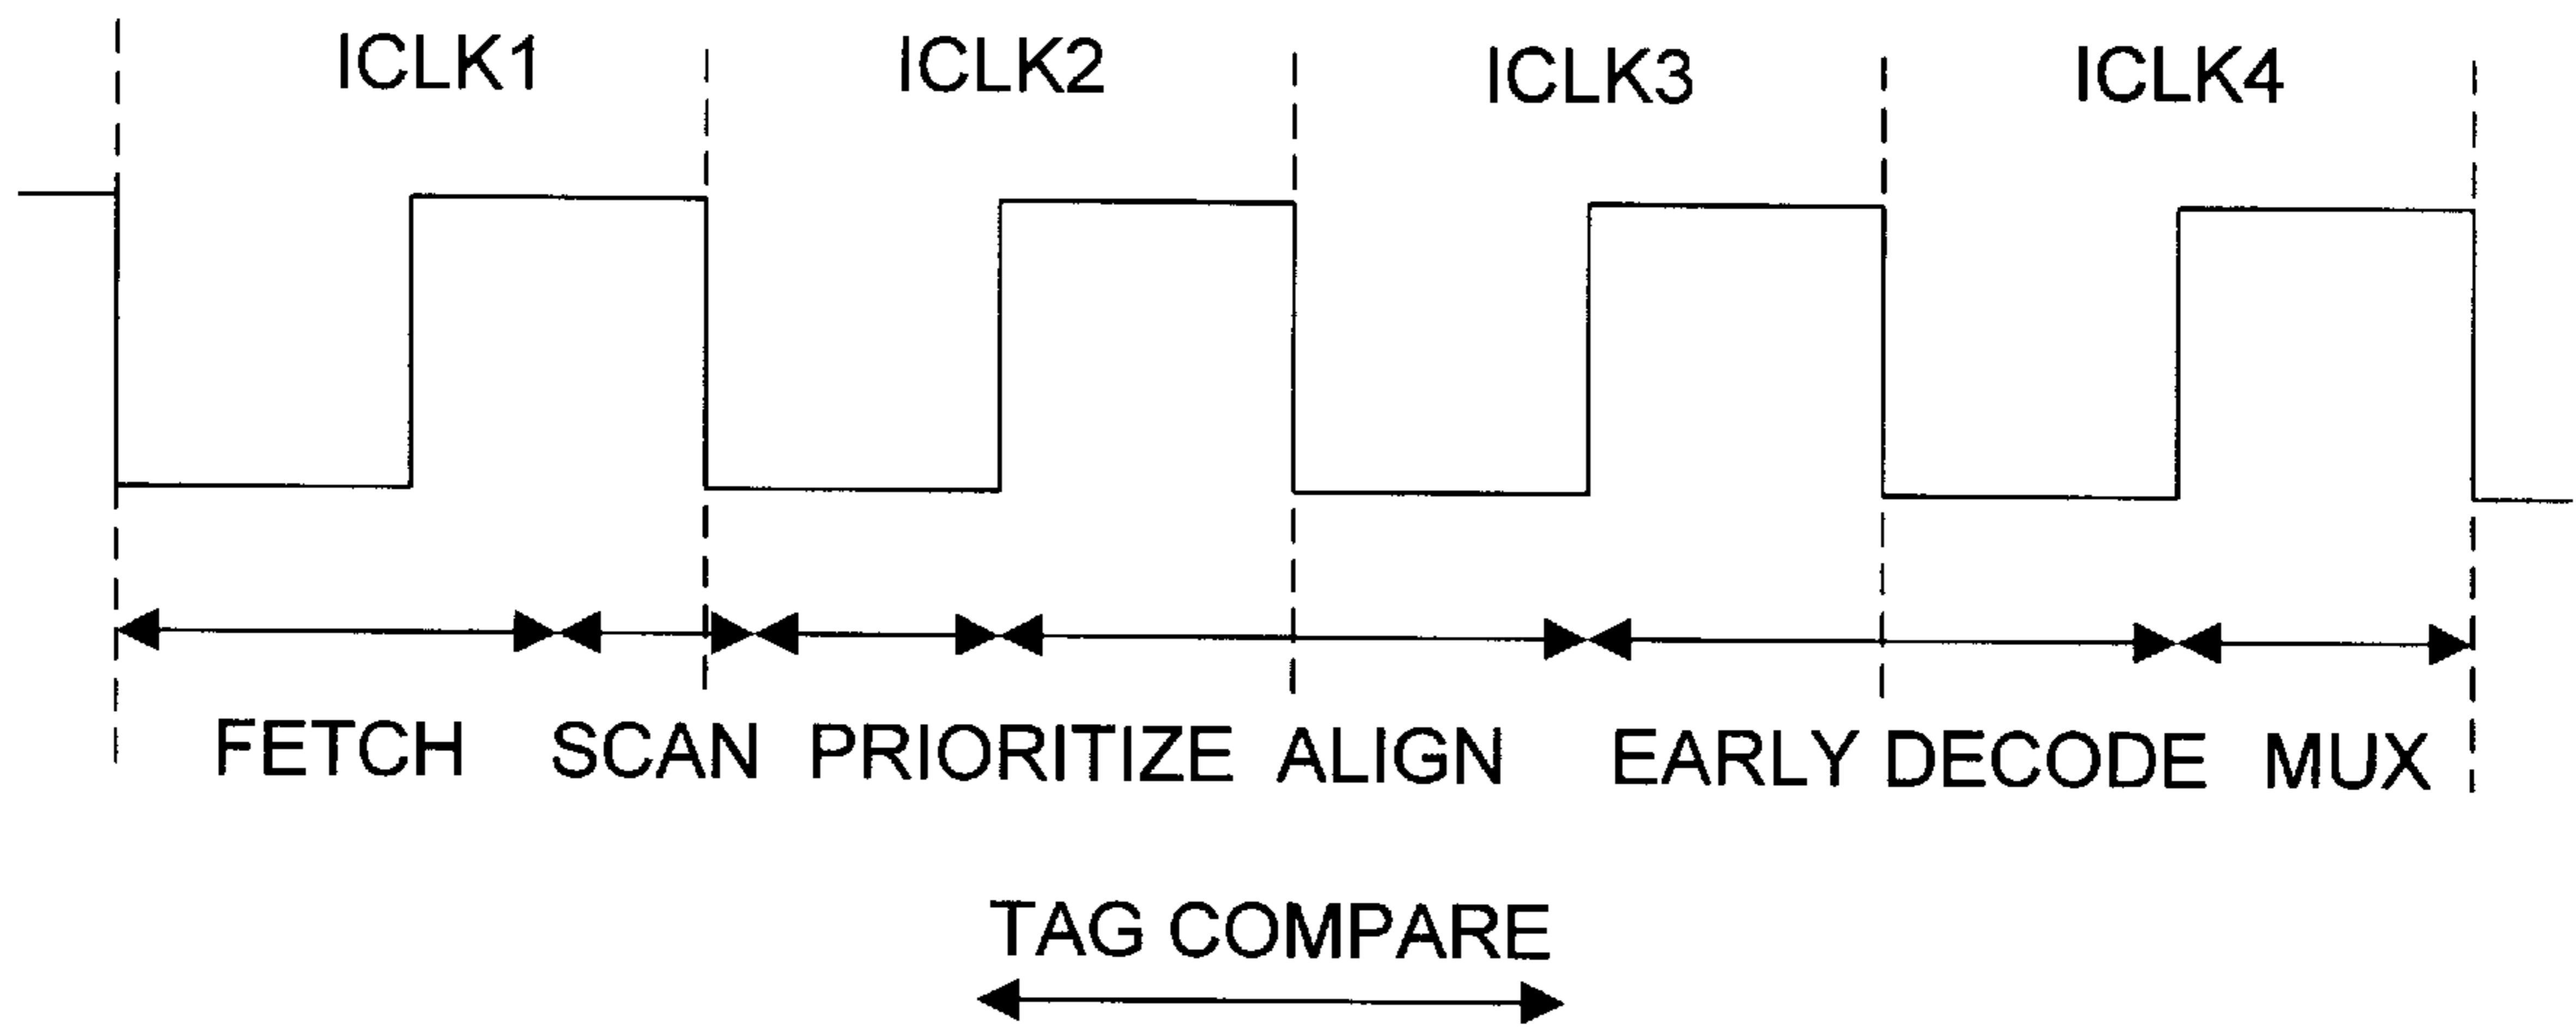 ICLK1 ICLK2 ICLK3 ICLK4
FETCH SCAN PRIORITIZE ALIGN EARLY DECODE MUX
TAG COMPARE